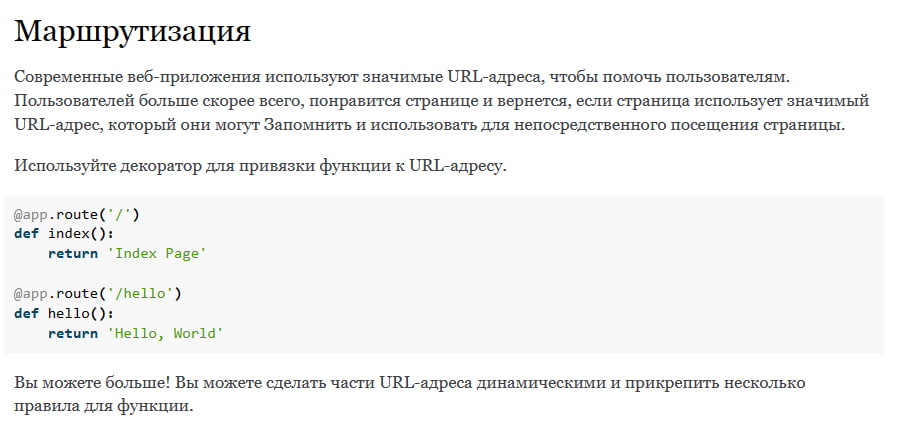 Маршрутизация
Современные веб-приложения используют значимые URL-адреса, чтобы помочь пользователям.
Пользователей больше скорее всего, понравится странице и вернется, если страница использует значимый
URL-адрес, который они могут Запомнить и использовать для непосредственного посещения страницы.
Используйте декоратор для привязки функции к URL-адресу.
@app.route('/')
def index():
    return 'Index Page'
@app.route('/hello')
def hello():
    return 'Hello, World'
Вы можете больше! Вы можете сделать части URL-адреса динамическими и прикрепить несколько
правила для функции.